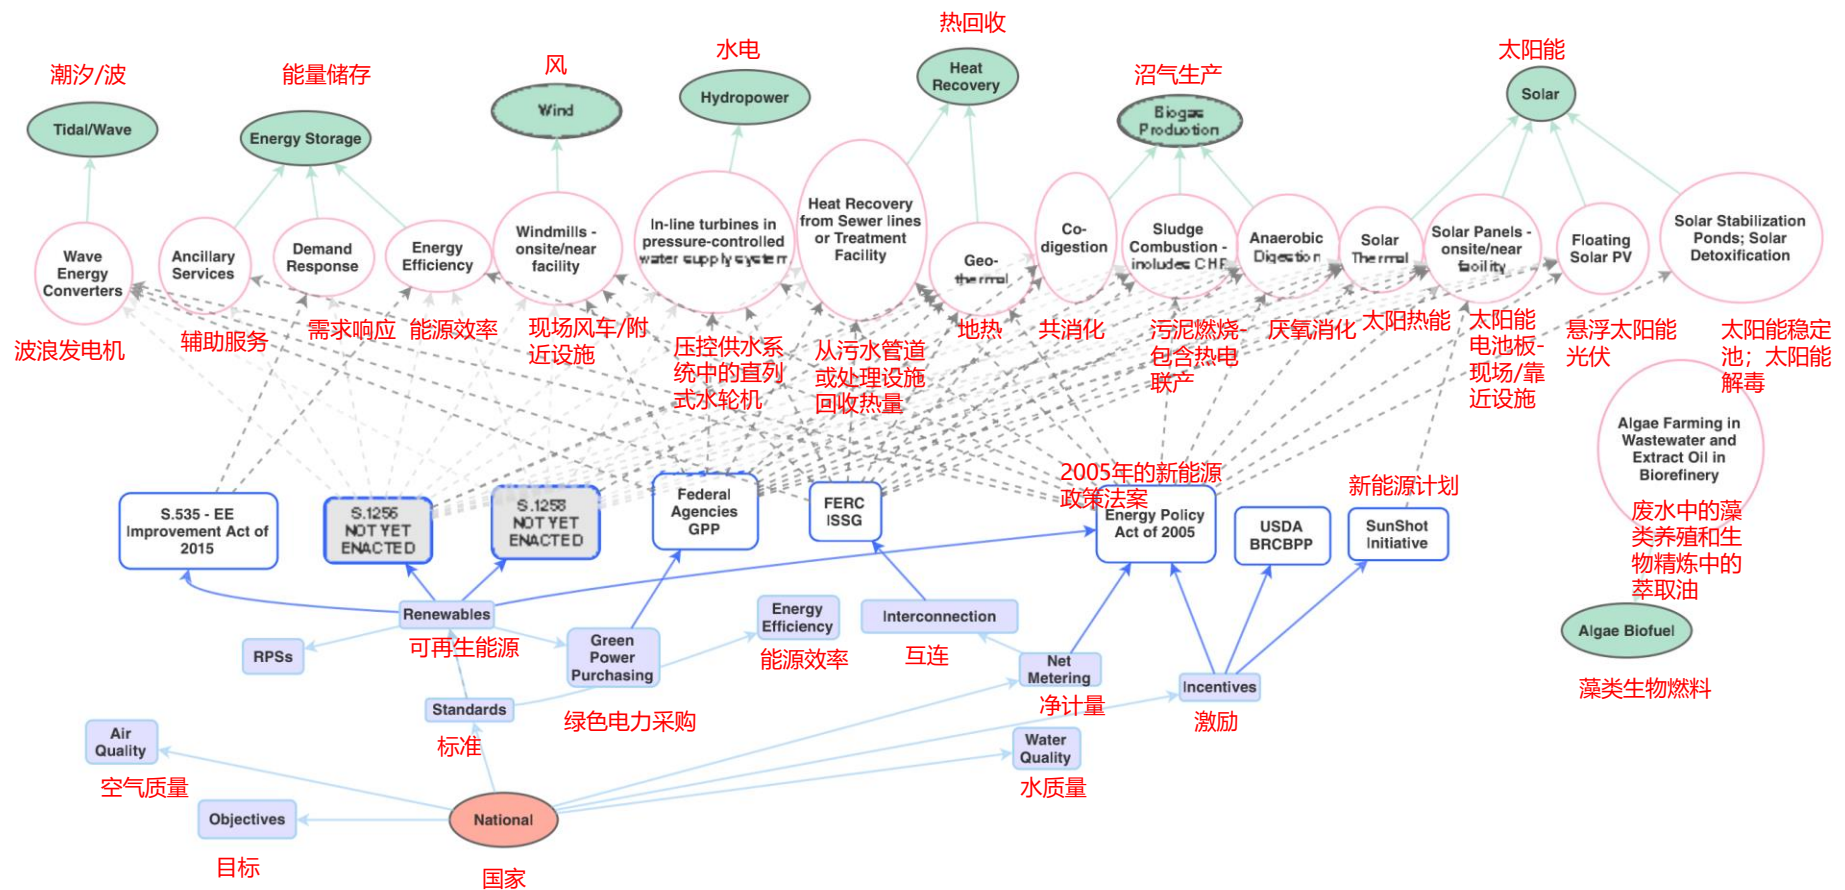 热回收
水电
太阳能
风
潮汐/波
能量储存
沼气生产
Heat
Recovery
Solar
Hydropower
Wind
Biogas
Production
Tidal/Wave
Energy Storage
Wave
Energy
Converters
Ancillary
Services
Demand
Response
Energy
Efficiency
Windmills -
onsite/near
facility
In-line turbines in
pressure-controlled
water supply system
Heat Recovery
from Sewer lines
or Treatment
Facility
Geo-
thermal
Co-
digestion
Sludge
Combustion -
includes CHP
Anaerobic
Digestion
Solar
Thermal
Solar Panels -
onsite/near
facility
Floating
Solar PV
Solar Stabilization
Ponds; Solar
Detoxification
波浪发电机
辅助服务
需求响应
能源效率
现场风车/附
近设施
压控供水系
统中的直列
式水轮机
从污水管道
或处理设施
回收热量
地热
共消化
污泥燃烧-
包含热电
联产
厌氧消化
太阳热能
太阳能
电池板-
现场/靠
近设施
悬浮太阳能
光伏
太阳能稳定
池；太阳能
解毒
Algae Farming in
Wastewater and
Extract Oil in
Biorefinery
废水中的藻
类养殖和生
物精炼中的
萃取油
Algae Biofuel
藻类生物燃料
S.535 - EE
Improvement Act of
2015
S.1256
NOT YET
ENACTED
S.1258
NOT YET
ENACTED
Federal
Agencies
GPP
FERC
ISSG
2005年的新能源
政策法案
Energy Policy
Act of 2005
USDA
BRCBPP
新能源计划
SunShot
Initiative
Renewables
可再生能源
RPSs
Green
Power
Purchasing
绿色电力采购
Energy
Efficiency
能源效率
Interconnection
互连
Net
Metering
净计量
Incentives
激励
Standards
标准
Air
Quality
空气质量
Water
Quality
水质量
Objectives
目标
National
国家